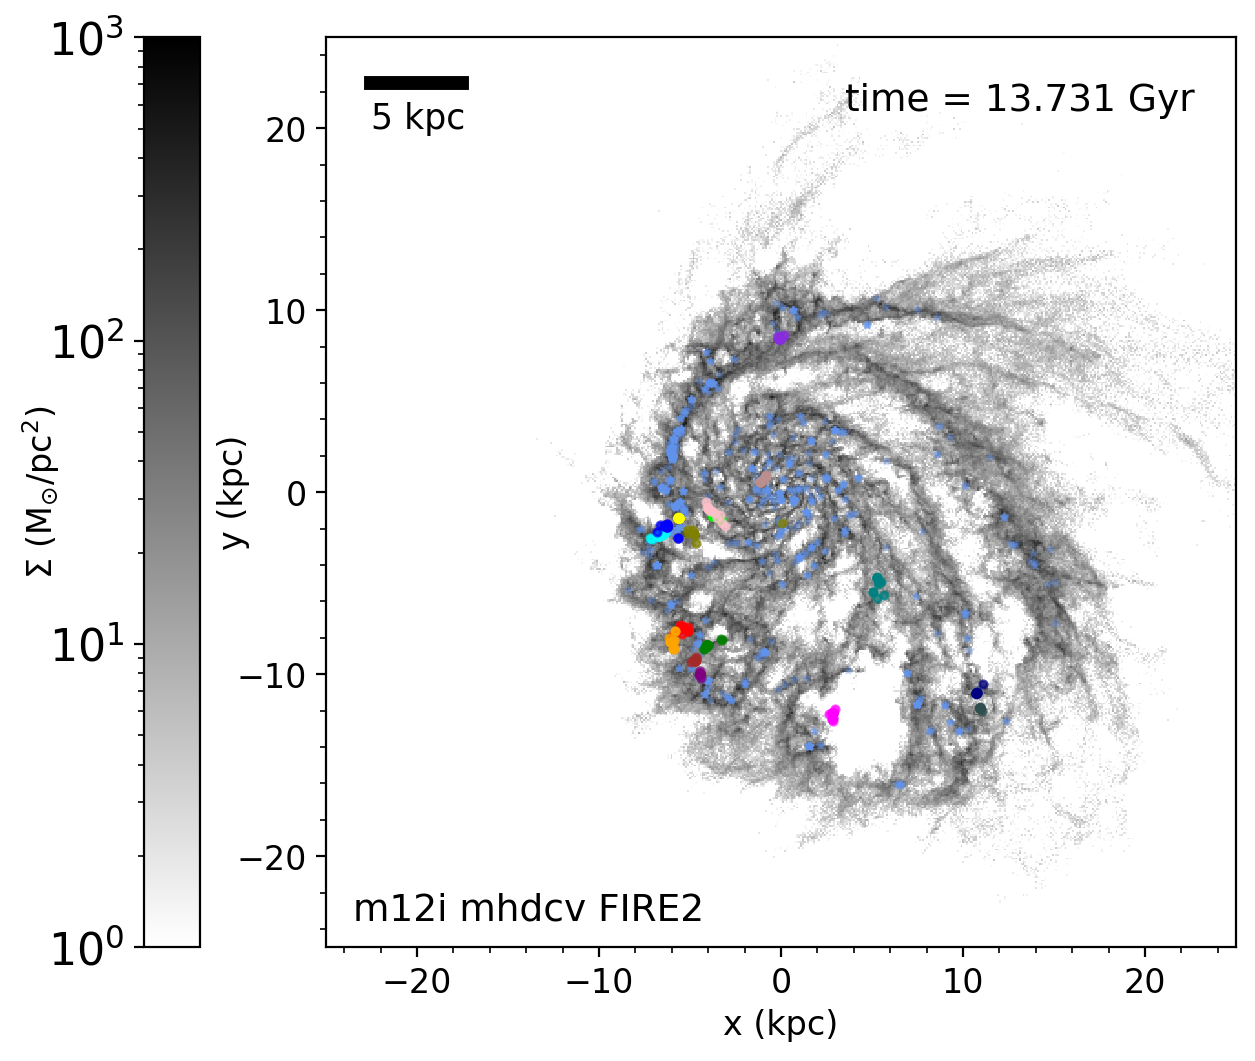 10³
10²
10¹
10⁰
Σ (M⊙/pc²)
y (kpc)
20
10
0
−10
−20
5 kpc
time = 13.731 Gyr
m12i mhdcv FIRE2
−20 −10 0 10 20
x (kpc)